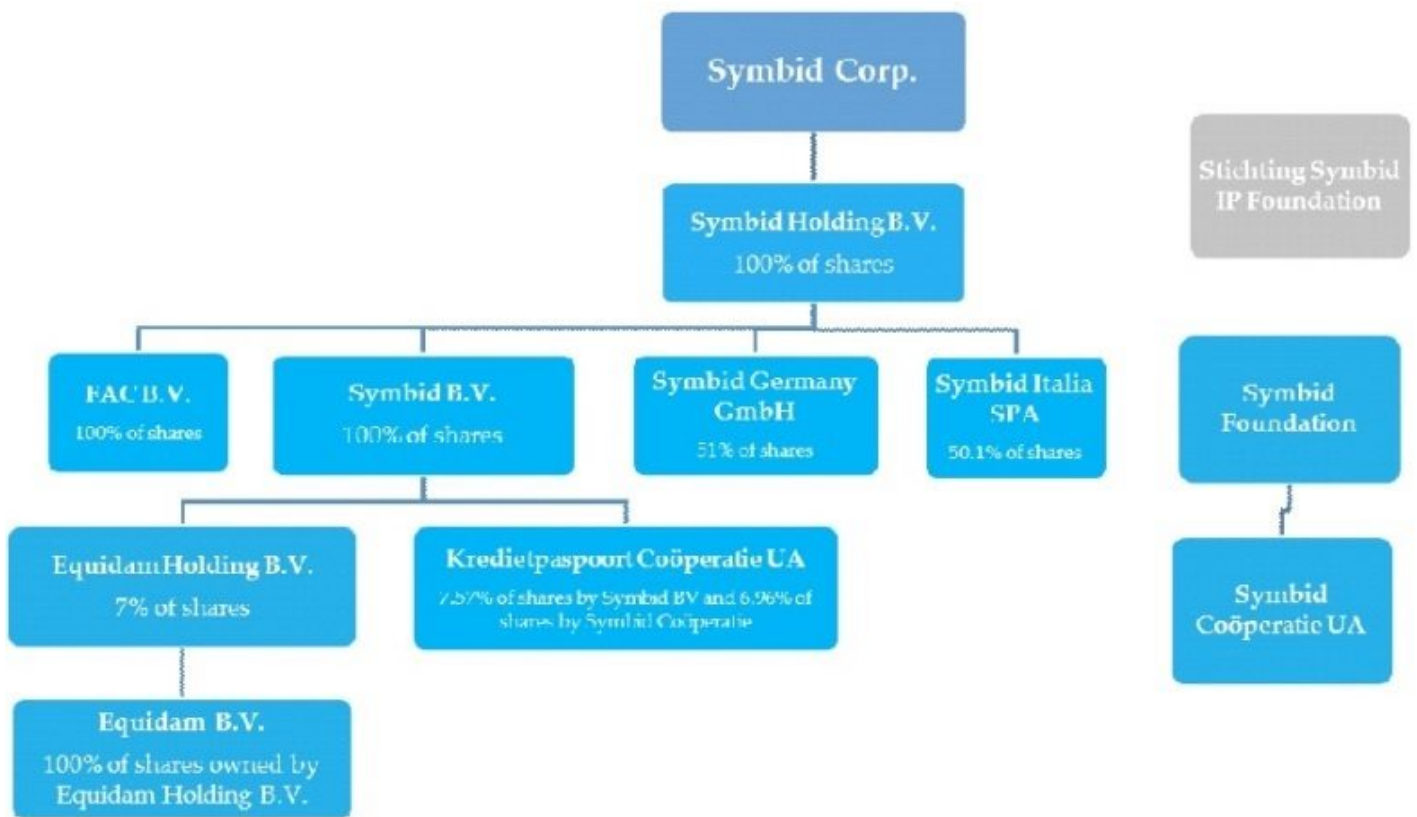 Symbid Corp.
Stichting Symbid
IP Foundation
Symbid Holding B.V.
100% of shares
FAC B.V.
100% of shares
Symbid B.V.
100% of shares
Symbid Germany
GmbH
51% of shares
Symbid Italia
SPA
50.1% of shares
Symbid
Foundation
Equidam Holding B.V.
7% of shares
Kredietpaspoort Coöperatie UA
7.57% of shares by Symbid BV and 6.96% of
shares by Symbid Coöperatie
Symbid
Coöperatie UA
Equidam B.V.
100% of shares owned by
Equidam Holding B.V.